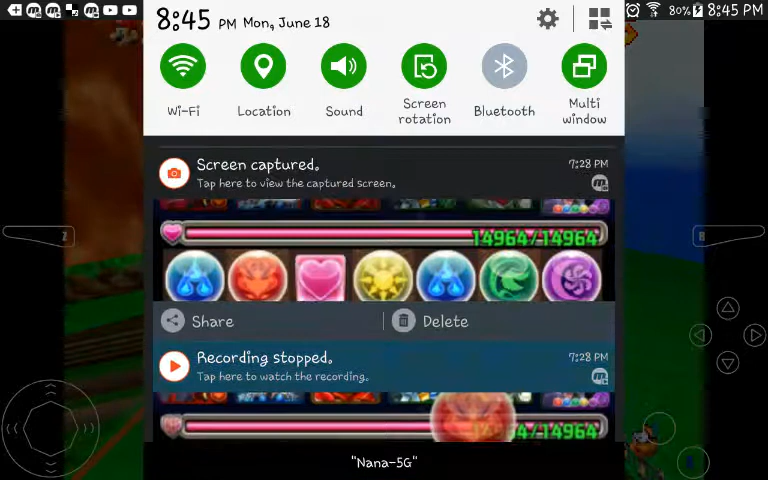 8:45 PM Mon, June 18
80% 8:45 PM
Wi-Fi
Location
Sound
Screen rotation
Bluetooth
Multi window
Screen captured.
7:28 PM
Tap here to view the captured screen.
14964/14964
Share
Delete
Recording stopped.
7:28 PM
Tap here to watch the recording.
14964/14964
"Nana-5G"